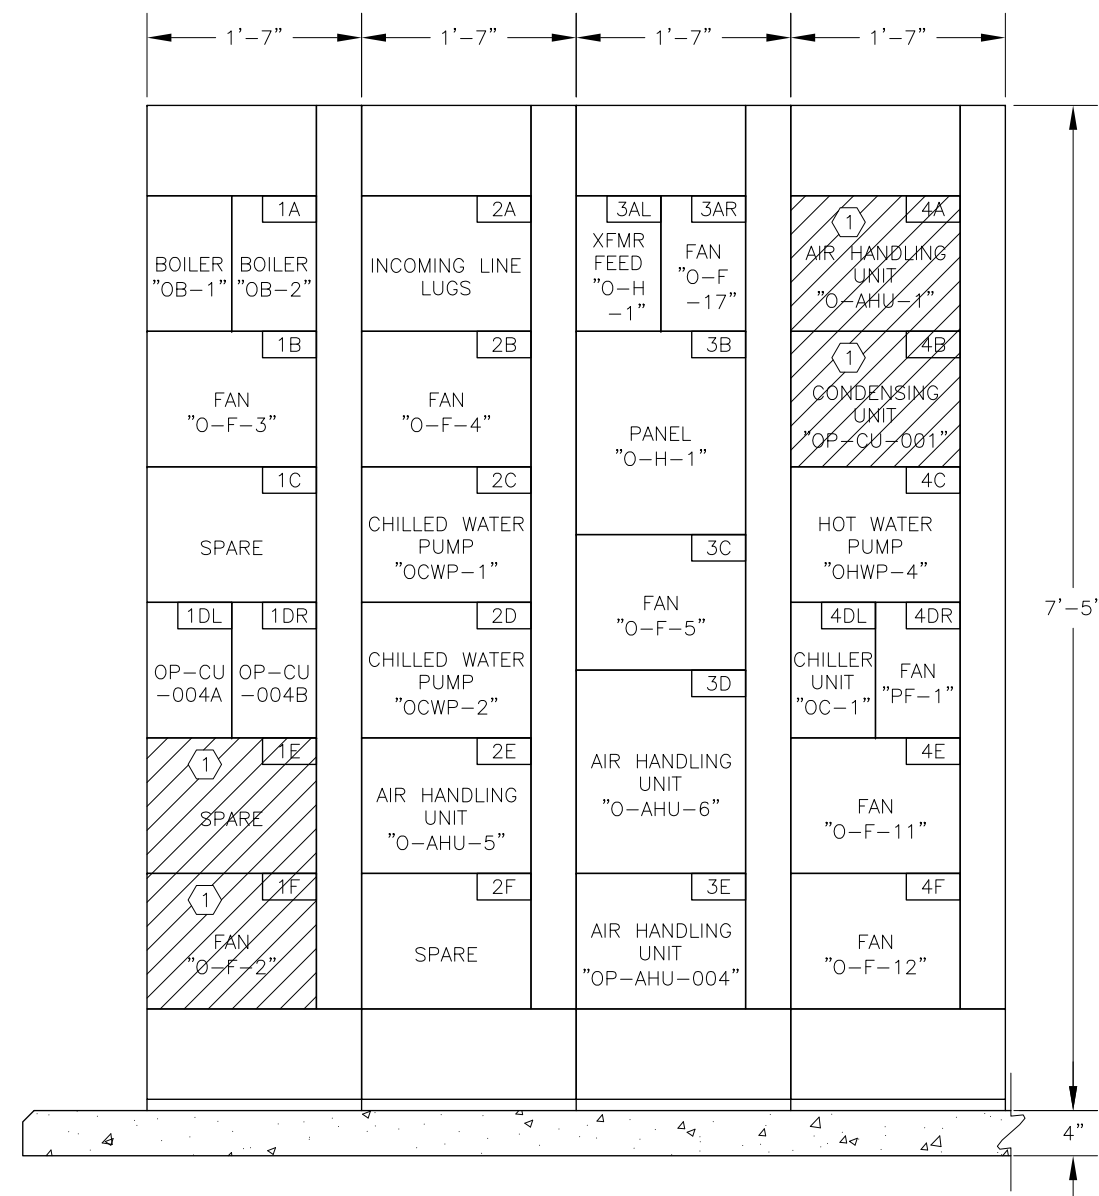 1'-7"
1'-7"
1'-7"
1'-7"
1A
BOILER
"OB-1"
BOILER
"OB-2"
1B
FAN
"O-F-3"
1C
SPARE
1DL
OP-CU
-004A
1DR
OP-CU
-004B
1E
1
SPARE
1F
1
FAN
"O-F-2"
2A
INCOMING LINE
LUGS
2B
FAN
"O-F-4"
2C
CHILLED WATER
PUMP
"OCWP-1"
2D
CHILLED WATER
PUMP
"OCWP-2"
2E
AIR HANDLING
UNIT
"O-AHU-5"
2F
SPARE
3AL
XFMR
FEED
"O-H
-1"
3AR
FAN
"O-F
-17"
3B
PANEL
"O-H-1"
3C
FAN
"O-F-5"
3D
AIR HANDLING
UNIT
"O-AHU-6"
3E
AIR HANDLING
UNIT
"OP-AHU-004"
4A
1
AIR HANDLING
UNIT
"O-AHU-1"
4B
1
CONDENSING
UNIT
"OP-CU-001"
4C
HOT WATER
PUMP
"OHWP-4"
4DL
CHILLER
UNIT
"OC-1"
4DR
FAN
"PF-1"
4E
FAN
"O-F-11"
4F
FAN
"O-F-12"
7'-5'
4"